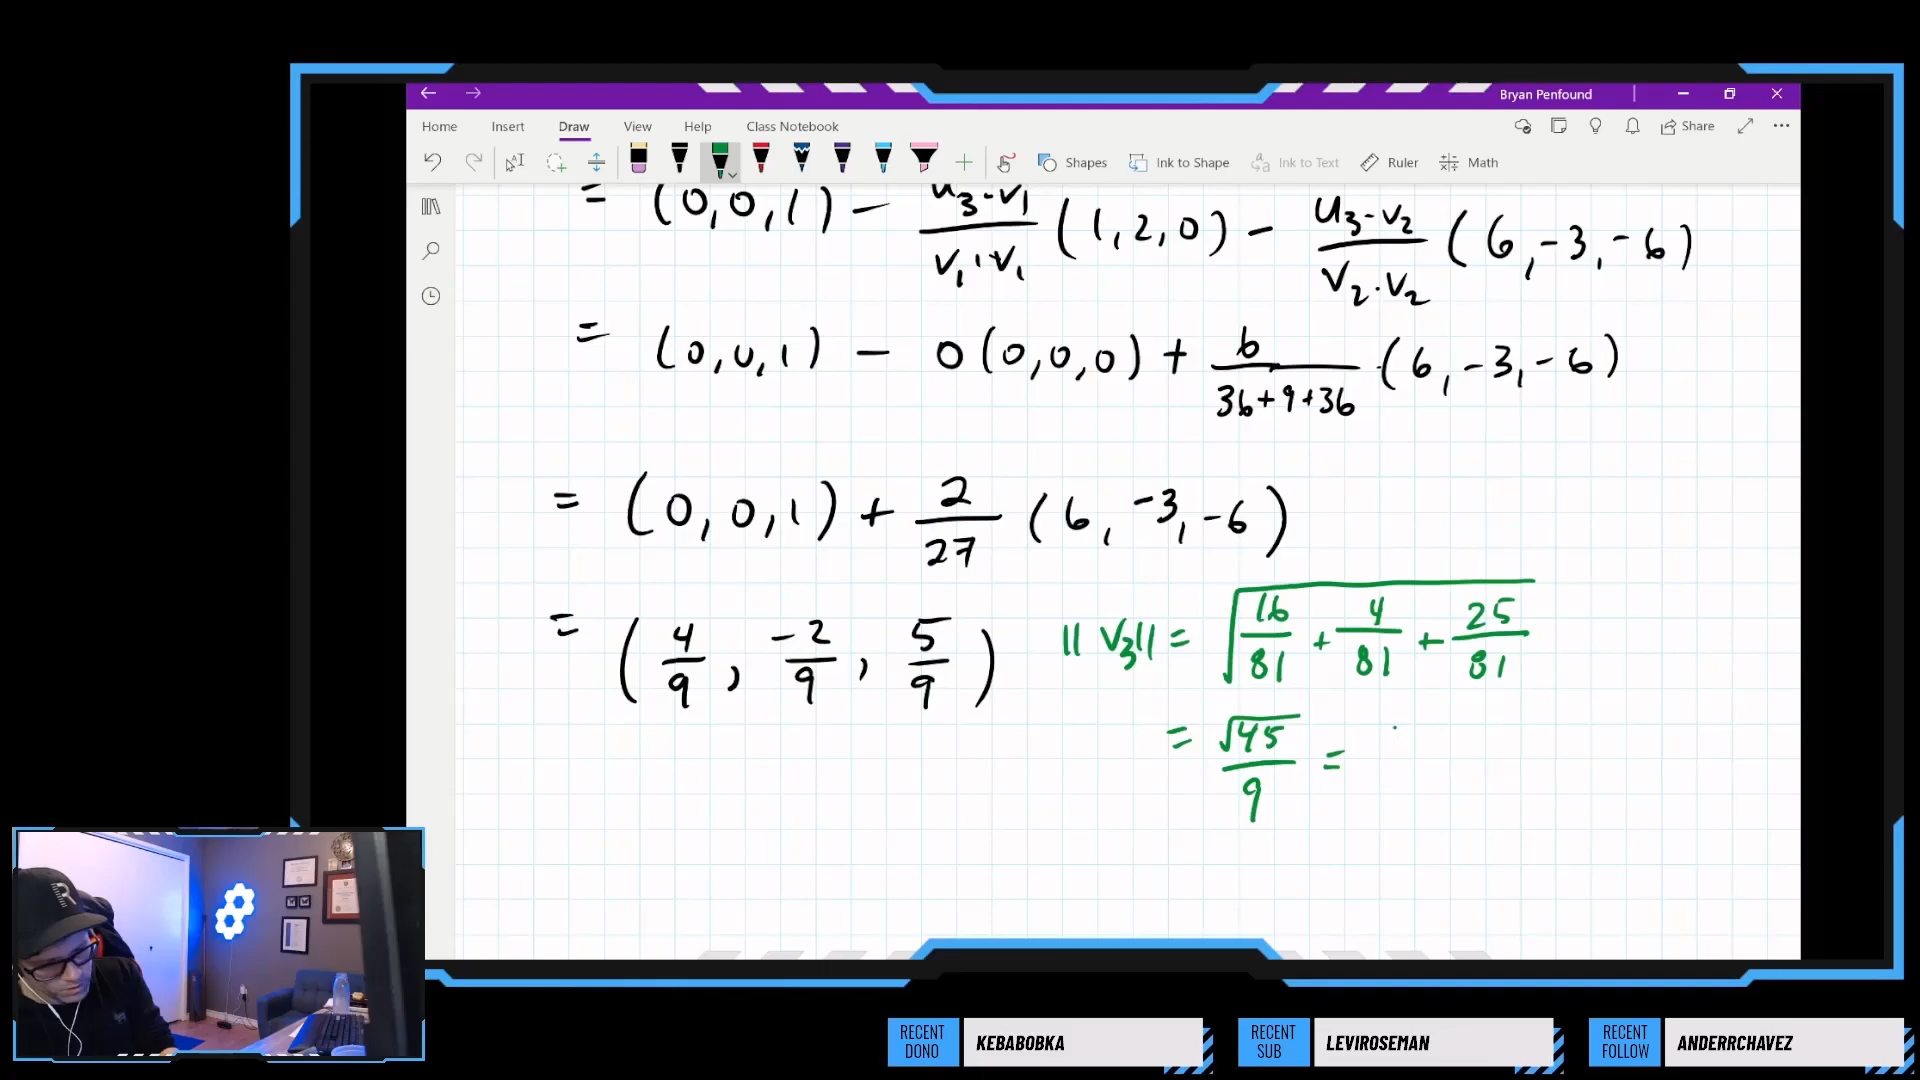 Bryan Penfound
Home Insert Draw View Help Class Notebook
Share
Shapes Ink to Shape Ink to Text Ruler Math
= (0,0,1) - u3·v1 / v1·v1 (1,2,0) - u3·v2 / v2·v2 (6,-3,-6)
= (0,0,1) - 0(0,0,0) + 6 / 36+9+36 (6,-3,-6)
= (0,0,1) + 2/27 (6,-3,-6)
= (4/9, -2/9, 5/9) ||v3|| = √(16/81 + 4/81 + 25/81)
= √45/9 =
RECENT DONO KEBABOBKA
RECENT SUB LEVIROSEMAN
RECENT FOLLOW ANDERRCHAVEZ